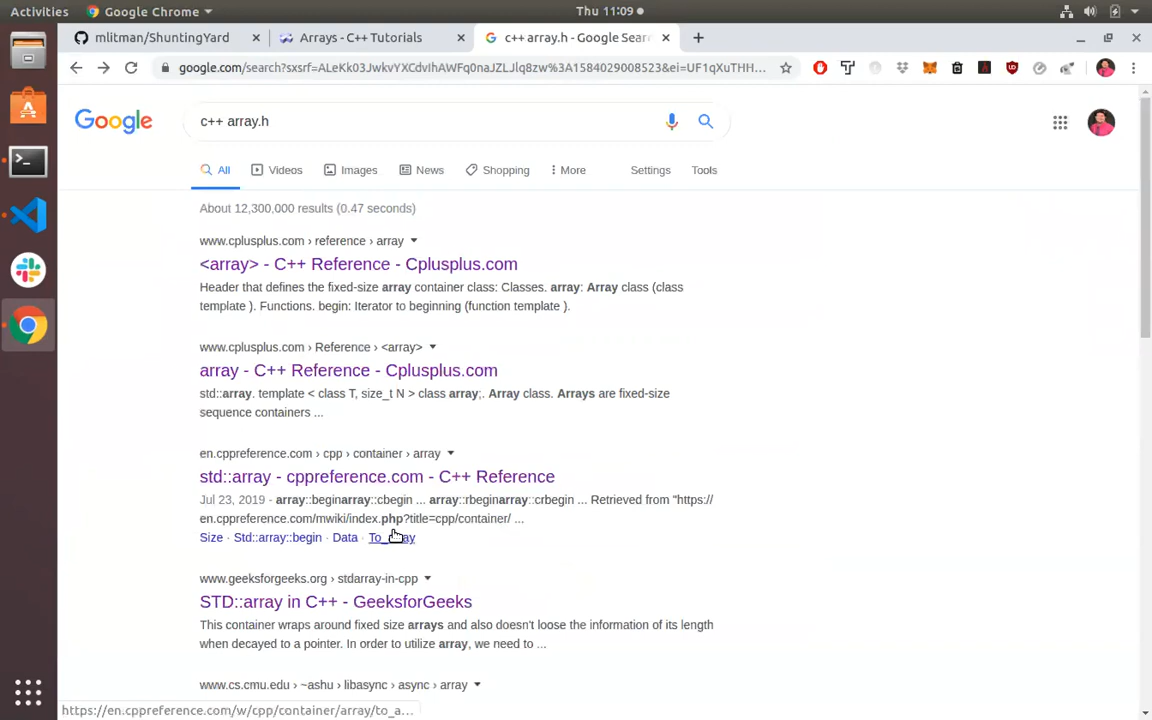 Activities
Google Chrome
Thu 11:09
mlitman/ShuntingYard
Arrays - C++ Tutorials
c++ array.h - Google Sear
google.com/search?sxsrf=ALeKk03JwkvYCdvIhAWFq0naJZLJlq8zw%3A1584029008523&ei=UF1qXuTHH...
Google
c++ array.h
All
Videos
Images
News
Shopping
More
Settings
Tools
About 12,300,000 results (0.47 seconds)
www.cplusplus.com › reference › array
<array> - C++ Reference - Cplusplus.com
Header that defines the fixed-size array container class: Classes. array: Array class (class
template ). Functions. begin: Iterator to beginning (function template ).
www.cplusplus.com › Reference › <array>
array - C++ Reference - Cplusplus.com
std::array. template < class T, size_t N > class array;. Array class. Arrays are fixed-size
sequence containers ...
en.cppreference.com › cpp › container › array
std::array - cppreference.com - C++ Reference
Jul 23, 2019 - array::beginarray::cbegin ... array::rbeginarray::crbegin ... Retrieved from "https://
en.cppreference.com/mwiki/index.php?title=cpp/container/ ...
Size · Std::array::begin · Data · To_array
www.geeksforgeeks.org › stdarray-in-cpp
STD::array in C++ - GeeksforGeeks
This container wraps around fixed size arrays and also doesn't loose the information of its length
when decayed to a pointer. In order to utilize array, we need to ...
www.cs.cmu.edu › ~ashu › libasync › async › array
https://en.cppreference.com/w/cpp/container/array/to_a...